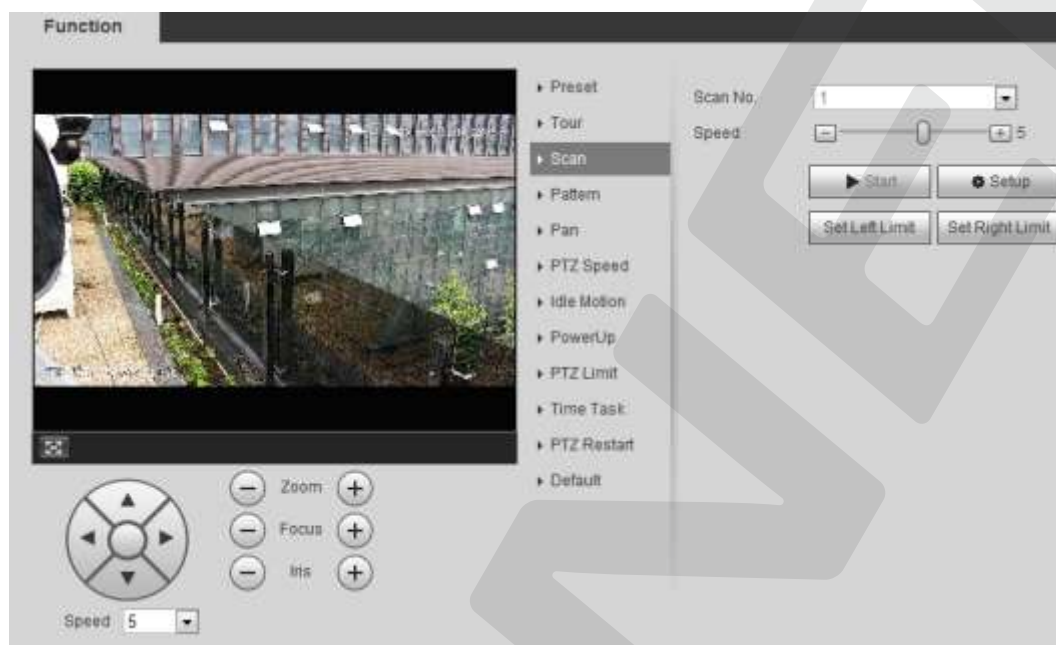 Function
Preset
Tour
Scan
Pattern
Pan
PTZ Speed
Idle Motion
PowerUp
PTZ Limit
Time Task
PTZ Restart
Default
Scan No. 1
Speed 5
Start Setup
Set Left Limit Set Right Limit
Zoom
Focus
Iris
Speed 5